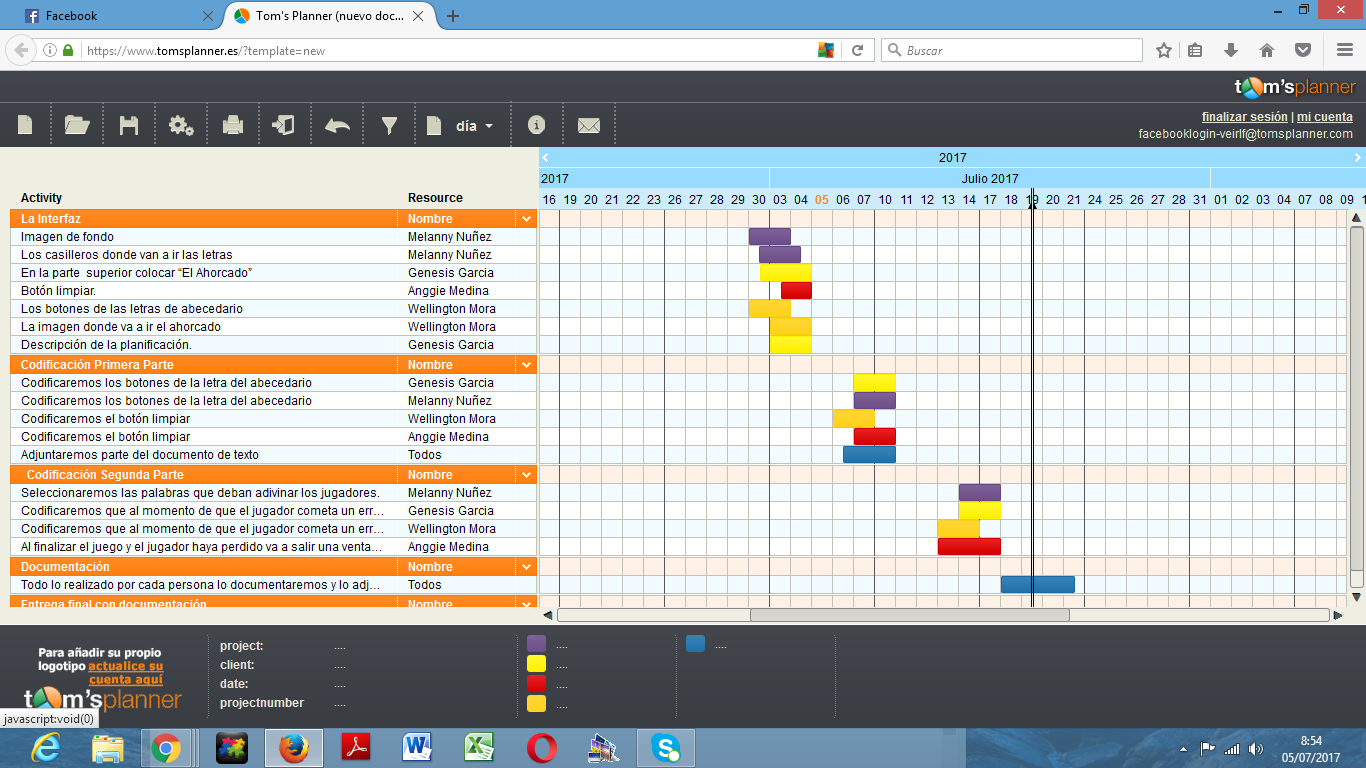 Facebook
Tom's Planner (nuevo doc...
https://www.tomsplanner.es/?template=new
Buscar
tom'splanner
día
finalizar sesión | mi cuenta
facebooklogin-veirlf@tomsplanner.com
2017
2017 Julio 2017
Activity Resource 16 19 20 21 22 23 26 27 28 29 30 03 04 05 06 07 10 11 12 13 14 17 18 19 20 21 24 25 26 27 28 31 01 02 03 04 07 08 09 1
La Interfaz Nombre
Imagen de fondo Melanny Nuñez
Los casilleros donde van a ir las letras Melanny Nuñez
En la parte  superior colocar “El Ahorcado” Genesis Garcia
Botón limpiar. Anggie Medina
Los botones de las letras de abecedario Wellington Mora
La imagen donde va a ir el ahorcado Wellington Mora
Descripción de la planificación. Genesis Garcia
Codificación Primera Parte Nombre
Codificaremos los botones de la letra del abecedario Genesis Garcia
Codificaremos los botones de la letra del abecedario Melanny Nuñez
Codificaremos el botón limpiar Wellington Mora
Codificaremos el botón limpiar Anggie Medina
Adjuntaremos parte del documento de texto Todos
Codificación Segunda Parte Nombre
Seleccionaremos las palabras que deban adivinar los jugadores. Melanny Nuñez
Codificaremos que al momento de que el jugador cometa un err... Genesis Garcia
Codificaremos que al momento de que el jugador cometa un err... Wellington Mora
Al finalizar el juego y el jugador haya perdido va a salir una venta... Anggie Medina
Documentación Nombre
Todo lo realizado por cada persona lo documentaremos y lo adj... Todos
Entrega final con documentación Nombre
Para añadir su propio
logotipo actualice su
cuenta aquí
tom'splanner
project: ....
client: ....
date: ....
projectnumber ....
....
....
....
....
....
javascript:void(0)
8:54
05/07/2017